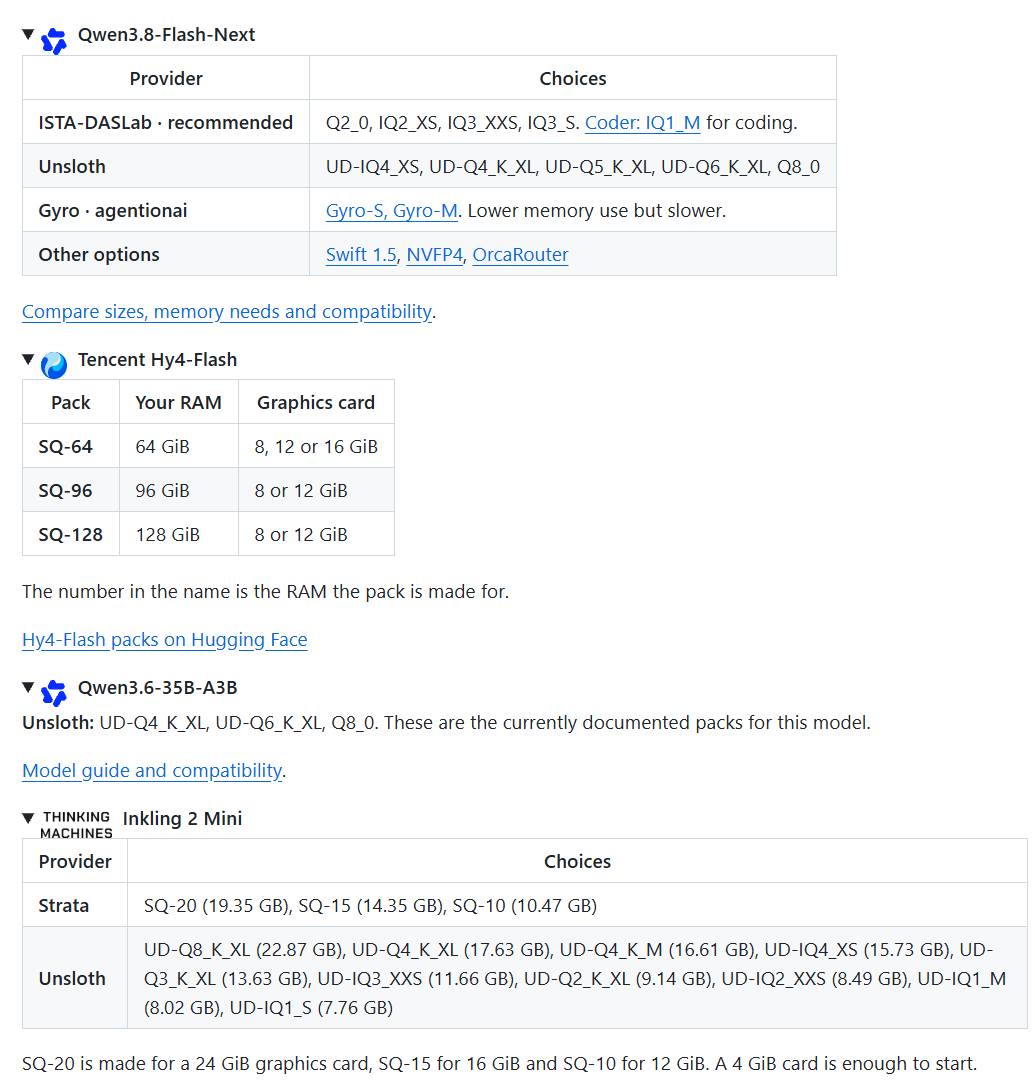 Qwen3.8-Flash-Next
Provider Choices
ISTA-DASLab · recommended Q2_0, IQ2_XS, IQ3_XXS, IQ3_S. Coder: IQ1_M for coding.
Unsloth UD-IQ4_XS, UD-Q4_K_XL, UD-Q5_K_XL, UD-Q6_K_XL, Q8_0
Gyro · agentionai Gyro-S, Gyro-M. Lower memory use but slower.
Other options Swift 1.5, NVFP4, OrcaRouter
Compare sizes, memory needs and compatibility.
Tencent Hy4-Flash
Pack Your RAM Graphics card
SQ-64 64 GiB 8, 12 or 16 GiB
SQ-96 96 GiB 8 or 12 GiB
SQ-128 128 GiB 8 or 12 GiB
The number in the name is the RAM the pack is made for.
Hy4-Flash packs on Hugging Face
Qwen3.6-35B-A3B
Unsloth: UD-Q4_K_XL, UD-Q6_K_XL, Q8_0. These are the currently documented packs for this model.
Model guide and compatibility.
THINKING MACHINES Inkling 2 Mini
Provider Choices
Strata SQ-20 (19.35 GB), SQ-15 (14.35 GB), SQ-10 (10.47 GB)
Unsloth UD-Q8_K_XL (22.87 GB), UD-Q4_K_XL (17.63 GB), UD-Q4_K_M (16.61 GB), UD-IQ4_XS (15.73 GB), UD-
Q3_K_XL (13.63 GB), UD-IQ3_XXS (11.66 GB), UD-Q2_K_XL (9.14 GB), UD-IQ2_XXS (8.49 GB), UD-IQ1_M
(8.02 GB), UD-IQ1_S (7.76 GB)
SQ-20 is made for a 24 GiB graphics card, SQ-15 for 16 GiB and SQ-10 for 12 GiB. A 4 GiB card is enough to start.